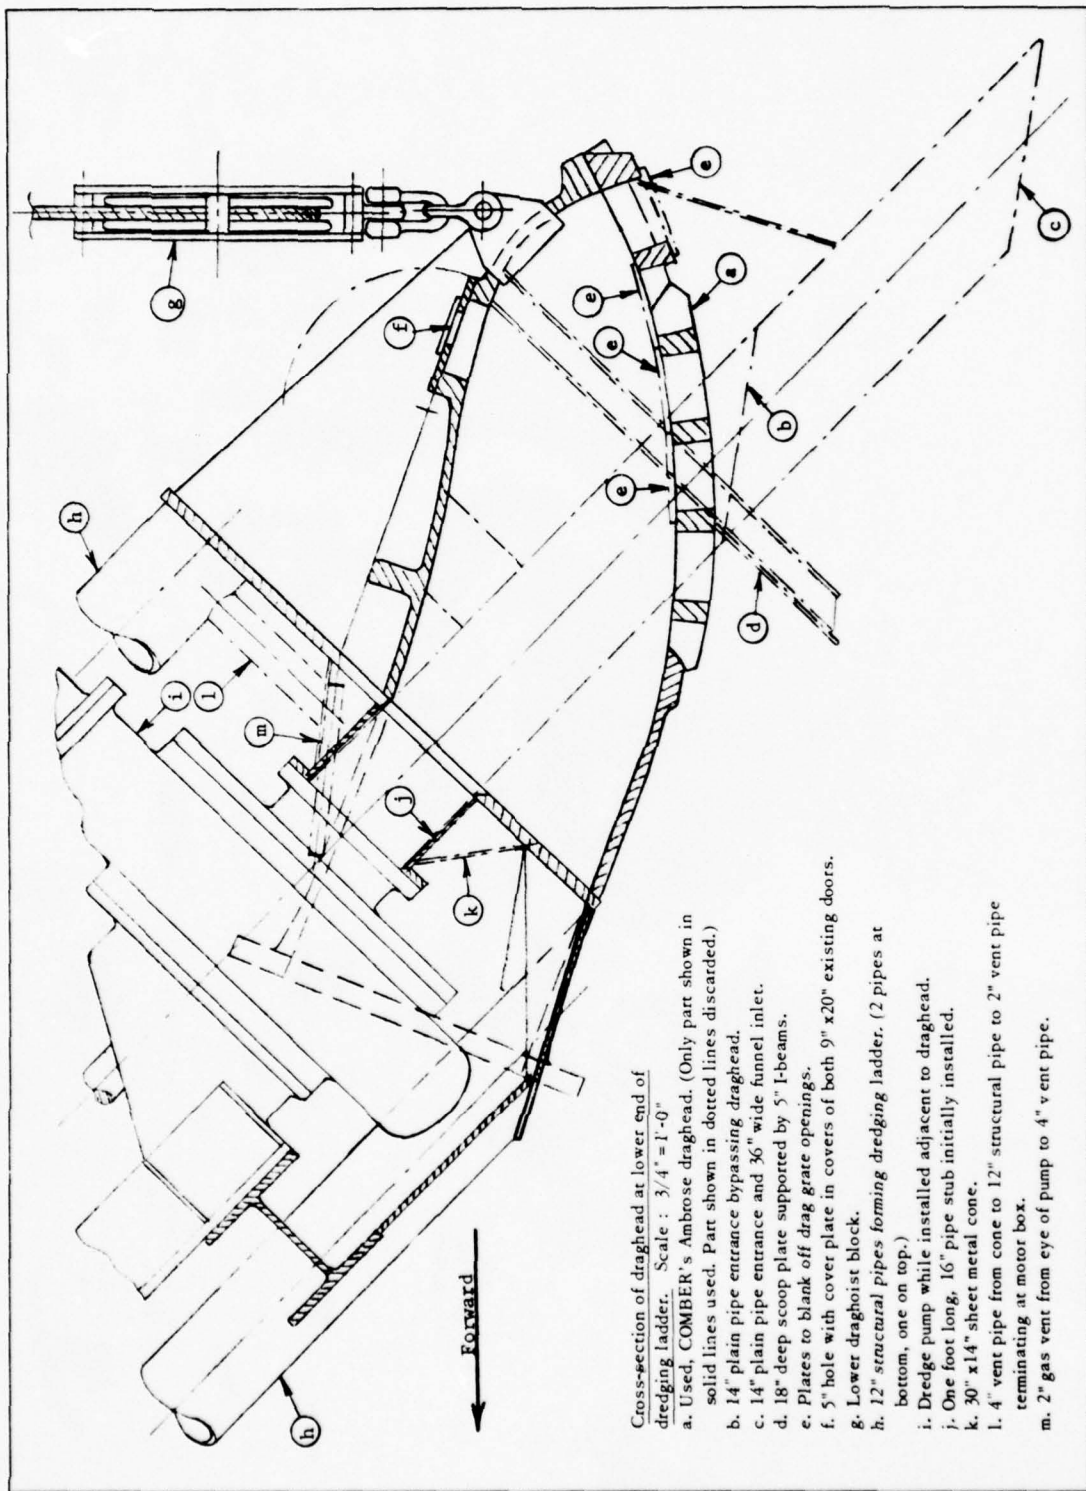 g
h
f
e
e
e
a
c
b
d
i
l
m
j
k
h
Forward
Cross-section of draghead at lower end of
dredging ladder. Scale : 3/4" = 1'-0"
a. Used, COMBER's Ambrose draghead. (Only part shown in
solid lines used. Part shown in dotted lines discarded.)
b. 14" plain pipe entrance bypassing draghead.
c. 14" plain pipe entrance and 36" wide funnel inlet.
d. 18" deep scoop plate supported by 5" I-beams.
e. Plates to blank off drag grate openings.
f. 5" hole with cover plate in covers of both 9" x20" existing doors.
g. Lower draghoist block.
h. 12" structural pipes forming dredging ladder. (2 pipes at
bottom, one on top.)
i. Dredge pump while installed adjacent to draghead.
j. One foot long, 16" pipe stub initially installed.
k. 30" x14" sheet metal cone.
l. 4" vent pipe from cone to 12" structural pipe to 2" vent pipe
terminating at motor box.
m. 2" gas vent from eye of pump to 4" vent pipe.
e